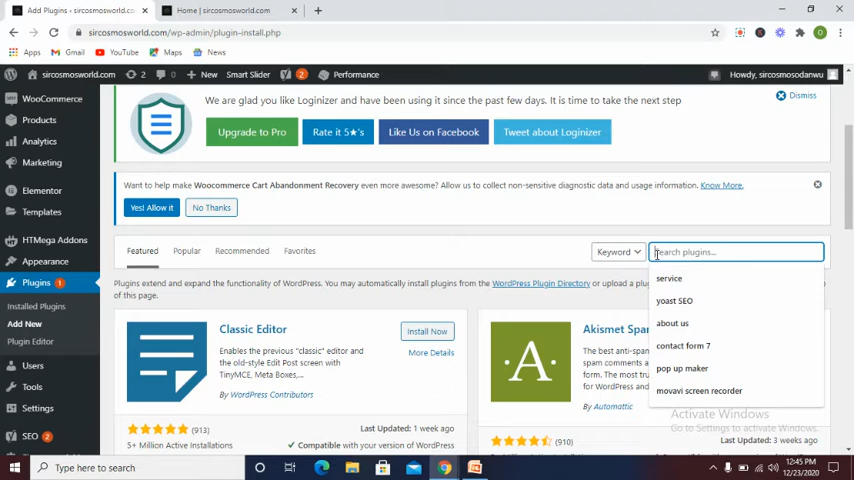 Add Plugins ‹ sircosmosworld — W
Home | sircosmosworld.com
sircosmosworld.com/wp-admin/plugin-install.php
Apps
Gmail
YouTube
Maps
News
sircosmosworld.com
2
0
New
Smart Slider
2
Performance
Howdy, sircosmosodanwu
WooCommerce
Products
Analytics
Marketing
Elementor
Templates
HTMega Addons
Appearance
Plugins 1
Installed Plugins
Add New
Plugin Editor
Users
Tools
Settings
SEO 2
We are glad you like Loginizer and have been using it since the past few days. It is time to take the next step
Dismiss
Upgrade to Pro
Rate it 5★'s
Like Us on Facebook
Tweet about Loginizer
Want to help make Woocommerce Cart Abandonment Recovery even more awesome? Allow us to collect non-sensitive diagnostic data and usage information. Know More.
Yes! Allow it
No Thanks
Featured
Popular
Recommended
Favorites
Keyword
Search plugins...
service
yoast SEO
about us
contact form 7
pop up maker
movavi screen recorder
Plugins extend and expand the functionality of WordPress. You may automatically install plugins from the WordPress Plugin Directory or upload a plu
of this page.
Classic Editor
Install Now
More Details
Enables the previous "classic" editor and
the old-style Edit Post screen with
TinyMCE, Meta Boxes,...
By WordPress Contributors
(913)
Last Updated: 1 week ago
5+ Million Active Installations
Compatible with your version of WordPress
A
Akismet Spa
The best anti-spa
spam comments
form spam. The m
anti-spam...
By Automattic
(910)
Last Updated: 3 weeks ago
Activate Windows
Go to Settings to activate Windows.
Type here to search
12:45 PM
12/23/2020